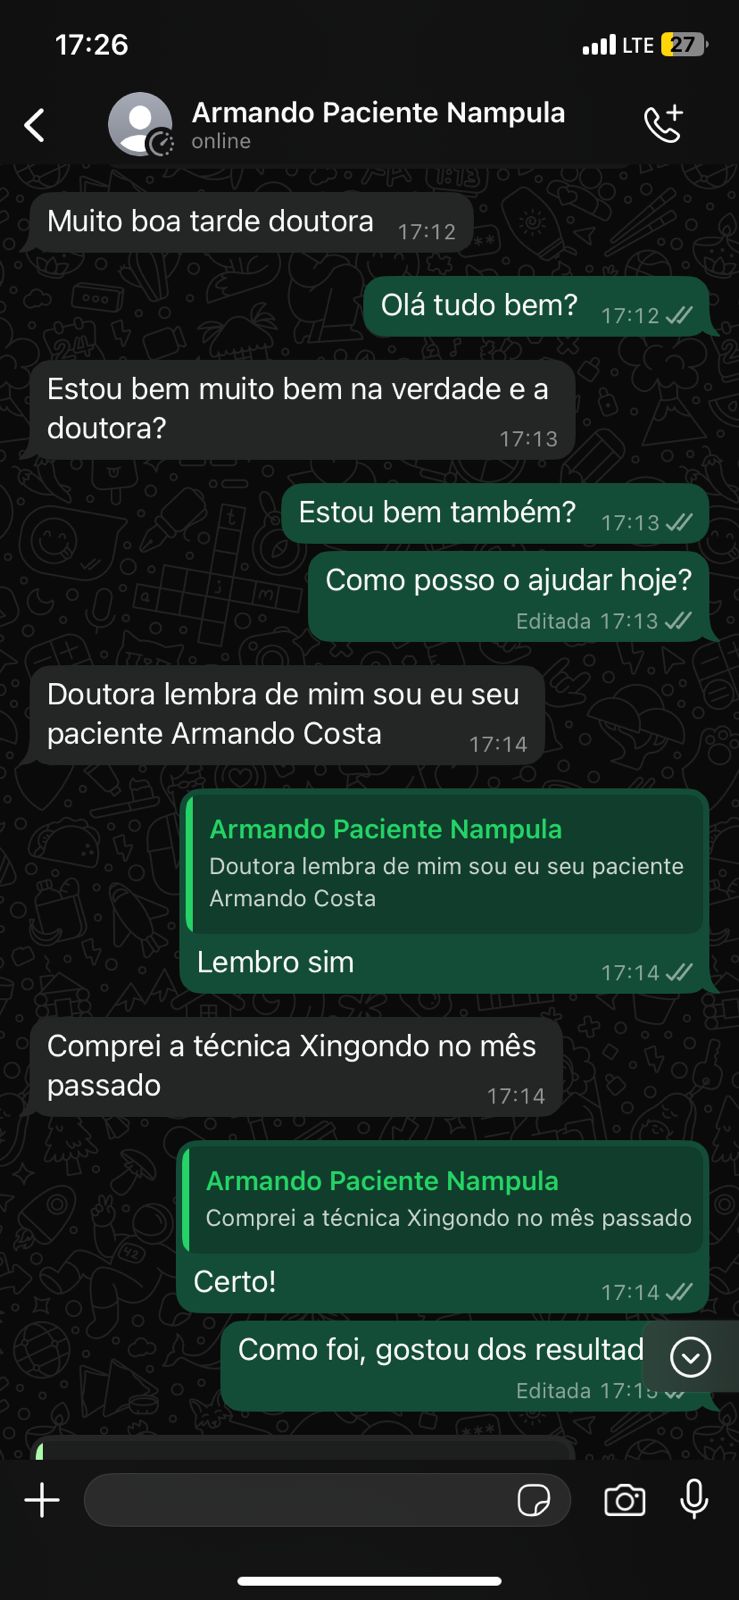 17:26
LTE 27
Armando Paciente Nampula
online
Muito boa tarde doutora 17:12
Olá tudo bem? 17:12
Estou bem muito bem na verdade e a
doutora? 17:13
Estou bem também? 17:13
Como posso o ajudar hoje?
Editada 17:13
Doutora lembra de mim sou eu seu
paciente Armando Costa 17:14
Armando Paciente Nampula
Doutora lembra de mim sou eu seu paciente
Armando Costa
Lembro sim 17:14
Comprei a técnica Xingondo no mês
passado 17:14
Armando Paciente Nampula
Comprei a técnica Xingondo no mês passado
Certo! 17:14
Como foi, gostou dos resultad
Editada 17:15